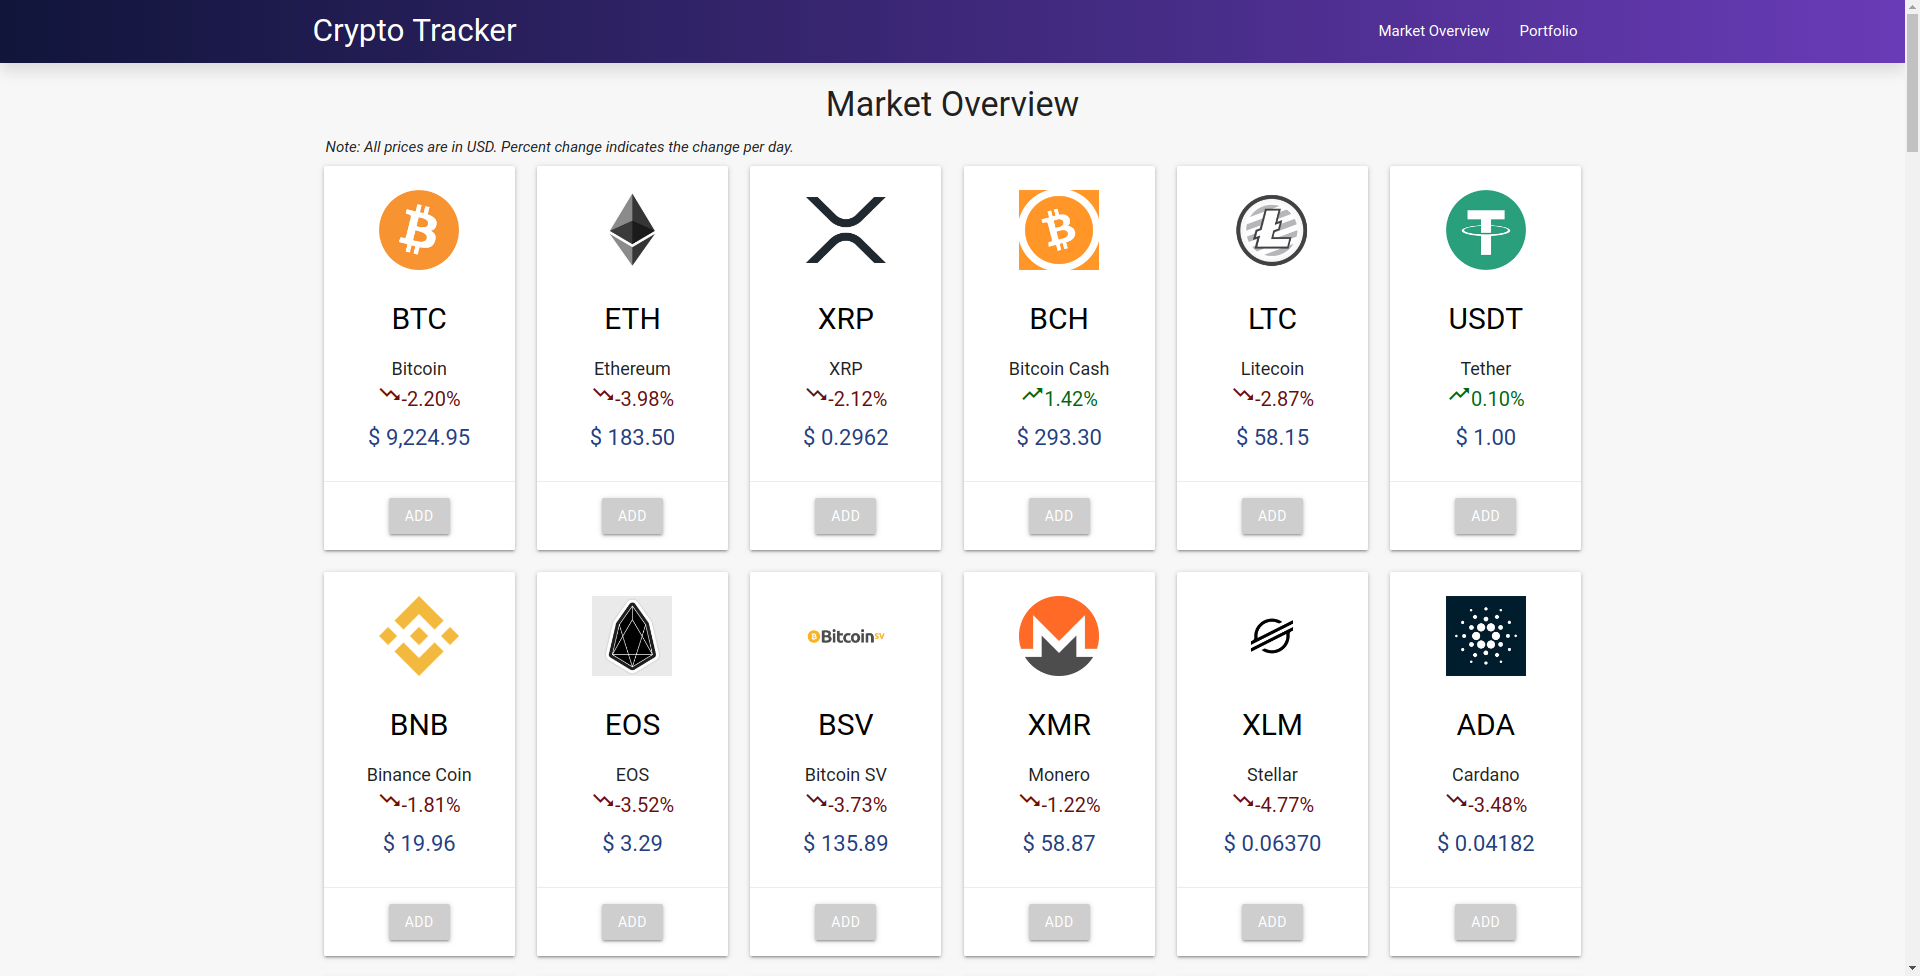 Crypto Tracker
Market Overview
Portfolio
Market Overview
Note: All prices are in USD. Percent change indicates the change per day.
BTC
Bitcoin
-2.20%
$ 9,224.95
ADD
ETH
Ethereum
-3.98%
$ 183.50
ADD
XRP
XRP
-2.12%
$ 0.2962
ADD
BCH
Bitcoin Cash
1.42%
$ 293.30
ADD
LTC
Litecoin
-2.87%
$ 58.15
ADD
USDT
Tether
0.10%
$ 1.00
ADD
BNB
Binance Coin
-1.81%
$ 19.96
ADD
EOS
EOS
-3.52%
$ 3.29
ADD
BitcoinSV
BSV
Bitcoin SV
-3.73%
$ 135.89
ADD
XMR
Monero
-1.22%
$ 58.87
ADD
XLM
Stellar
-4.77%
$ 0.06370
ADD
ADA
Cardano
-3.48%
$ 0.04182
ADD